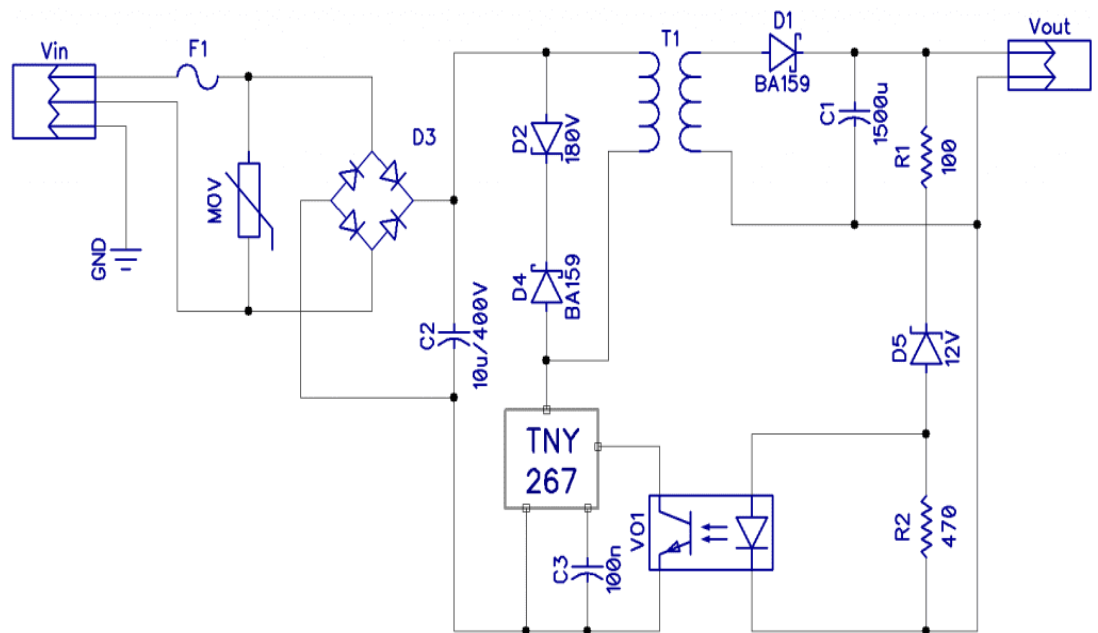 Vin
F1
T1
D1
BA159
Vout
C1
1500u
R1
100
D3
D2
180V
MOV
GND
D4
BA159
C2
10u/400V
D5
12V
TNY
267
VO1
R2
470
C3
100n